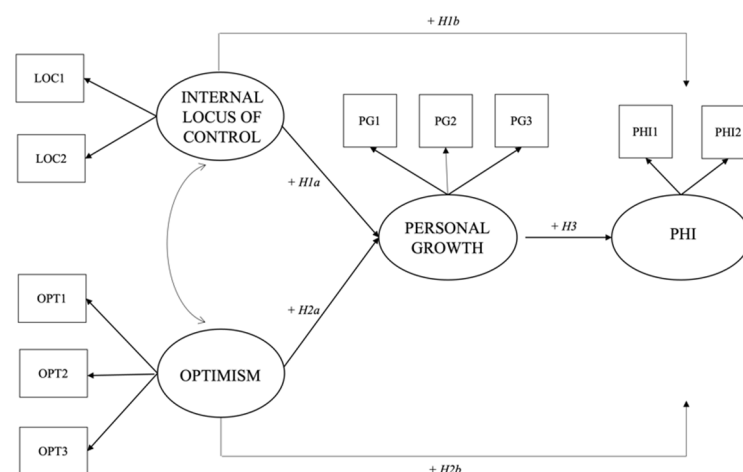 + H1b
LOC1
LOC2
INTERNAL
LOCUS OF
CONTROL
PG1
PG2
PG3
PHI1
PHI2
+ H1a
PERSONAL
GROWTH
+ H3
PHI
OPT1
OPT2
OPT3
+ H2a
OPTIMISM
+ H2b